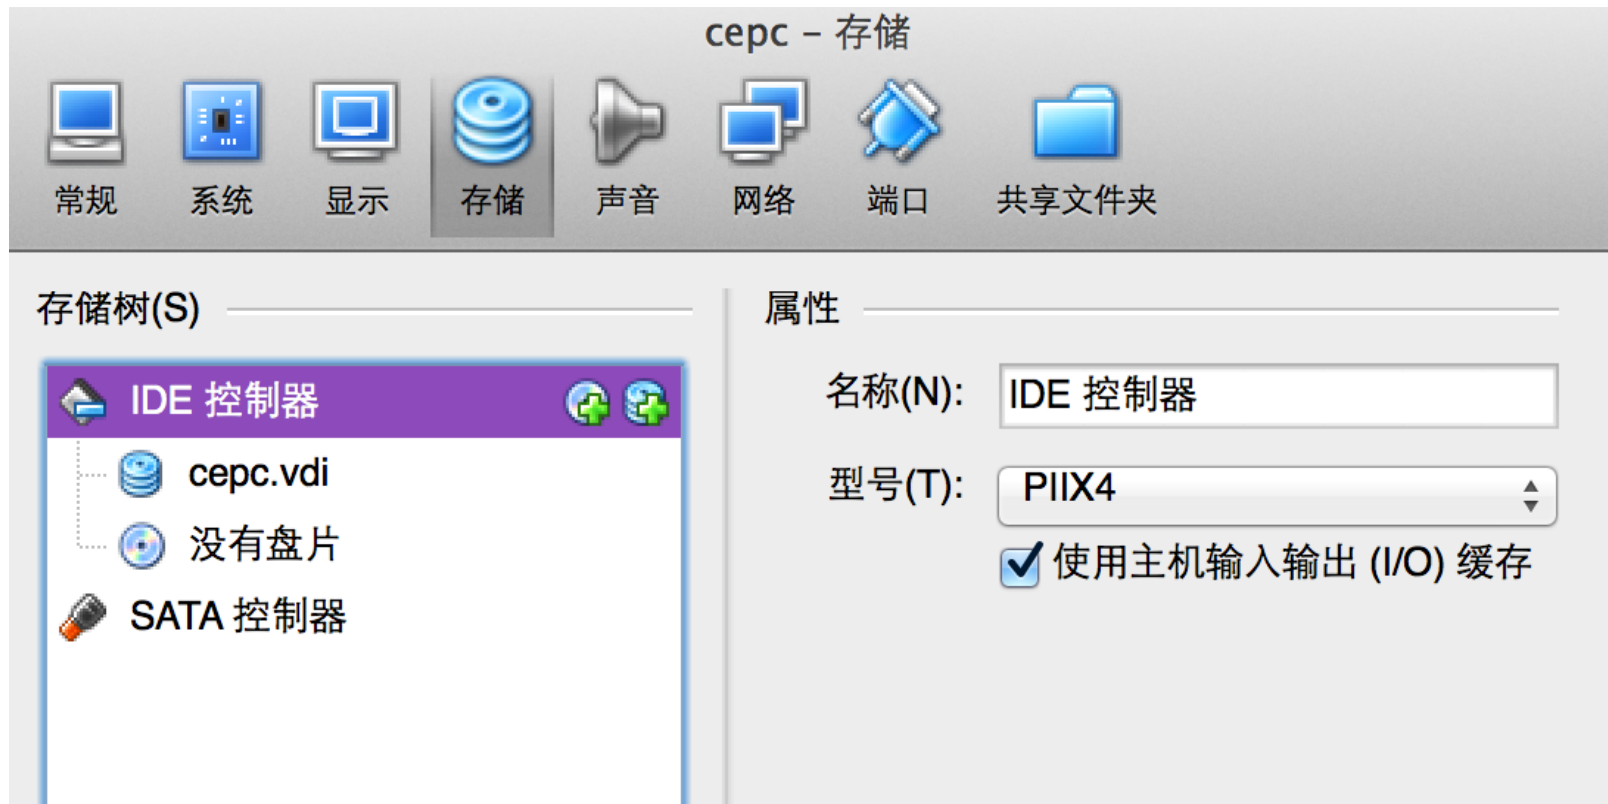 cepc – 存储
常规 系统 显示 存储 声音 网络 端口 共享文件夹
存储树(S)
IDE 控制器
cepc.vdi
没有盘片
SATA 控制器
属性
名称(N): IDE 控制器
型号(T): PIIX4
使用主机输入输出 (I/O) 缓存